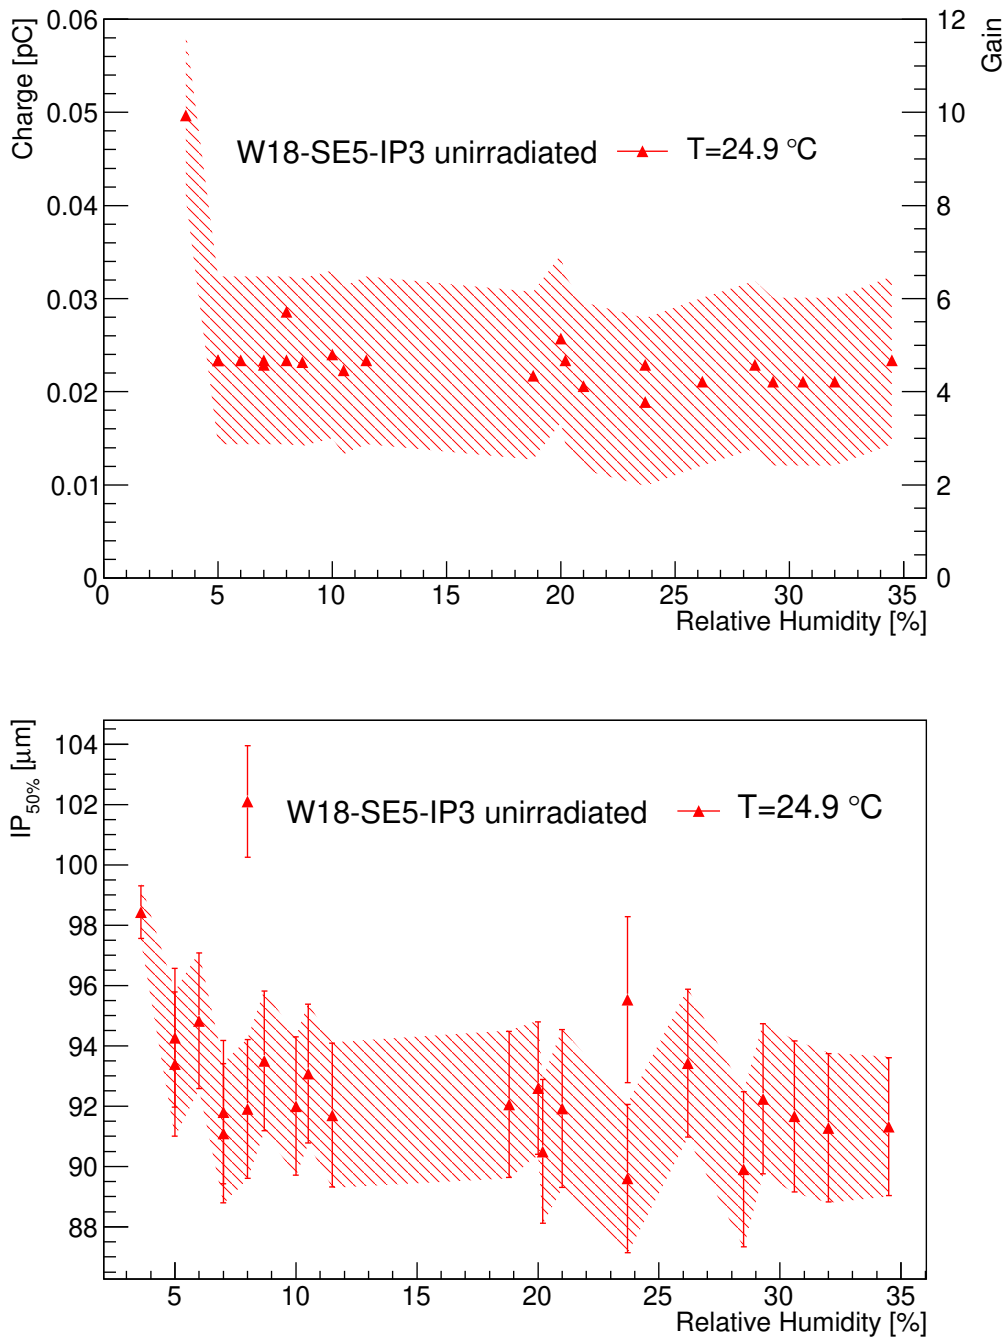 Charge [pC]
Gain
0.06
0.05
0.04
0.03
0.02
0.01
0
12
10
8
6
4
2
0
W18-SE5-IP3 unirradiated
T=24.9 °C
0 5 10 15 20 25 30 35
Relative Humidity [%]
IP50% [μm]
104
102
100
98
96
94
92
90
88
W18-SE5-IP3 unirradiated
T=24.9 °C
5 10 15 20 25 30 35
Relative Humidity [%]